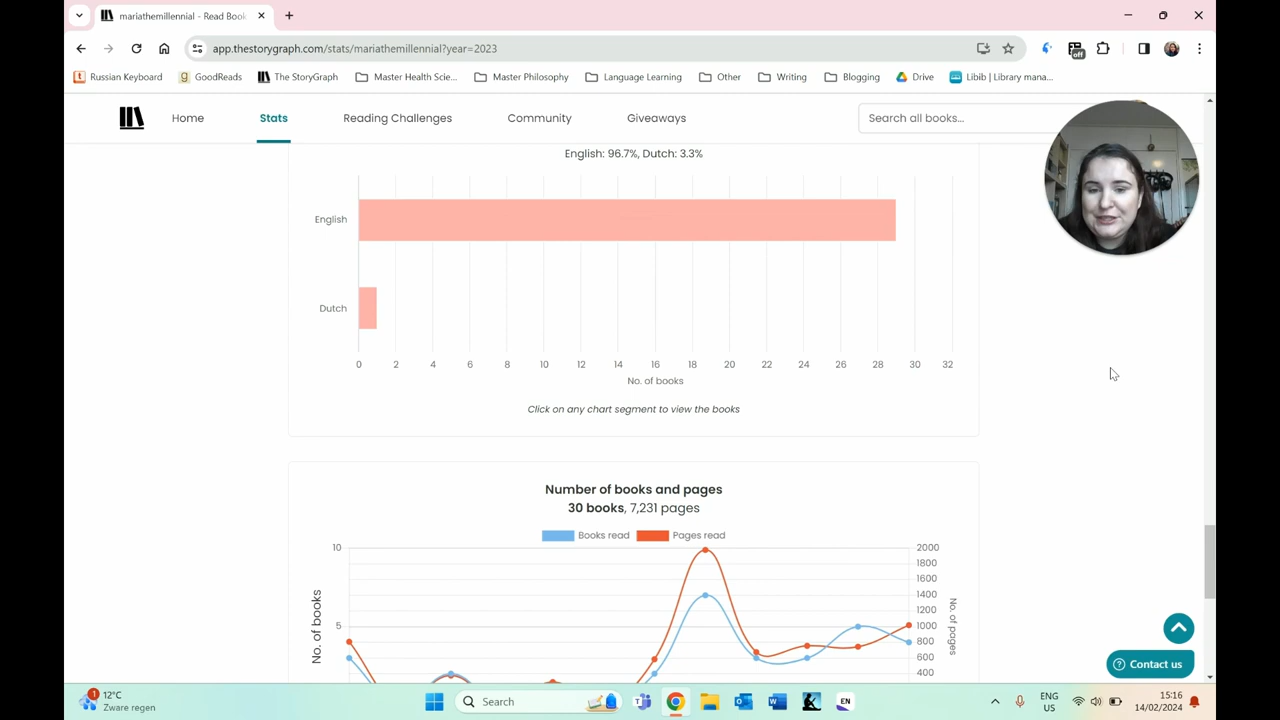 mariathemillennial - Read Book
app.thestorygraph.com/stats/mariathemillennial?year=2023
off
Russian Keyboard
GoodReads
The StoryGraph
Master Health Scie...
Master Philosophy
Language Learning
Other
Writing
Blogging
Drive
Libib | Library mana...
Home
Stats
Reading Challenges
Community
Giveaways
Search all books...
English: 96.7%, Dutch: 3.3%
English
Dutch
0 2 4 6 8 10 12 14 16 18 20 22 24 26 28 30 32
No. of books
Click on any chart segment to view the books
Number of books and pages
30 books, 7,231 pages
Books read
Pages read
10
5
No. of books
2000
1800
1600
1400
1200
1000
800
600
400
No. of pages
Contact us
1
12°C
Zware regen
Search
EN
ENG
US
15:16
14/02/2024